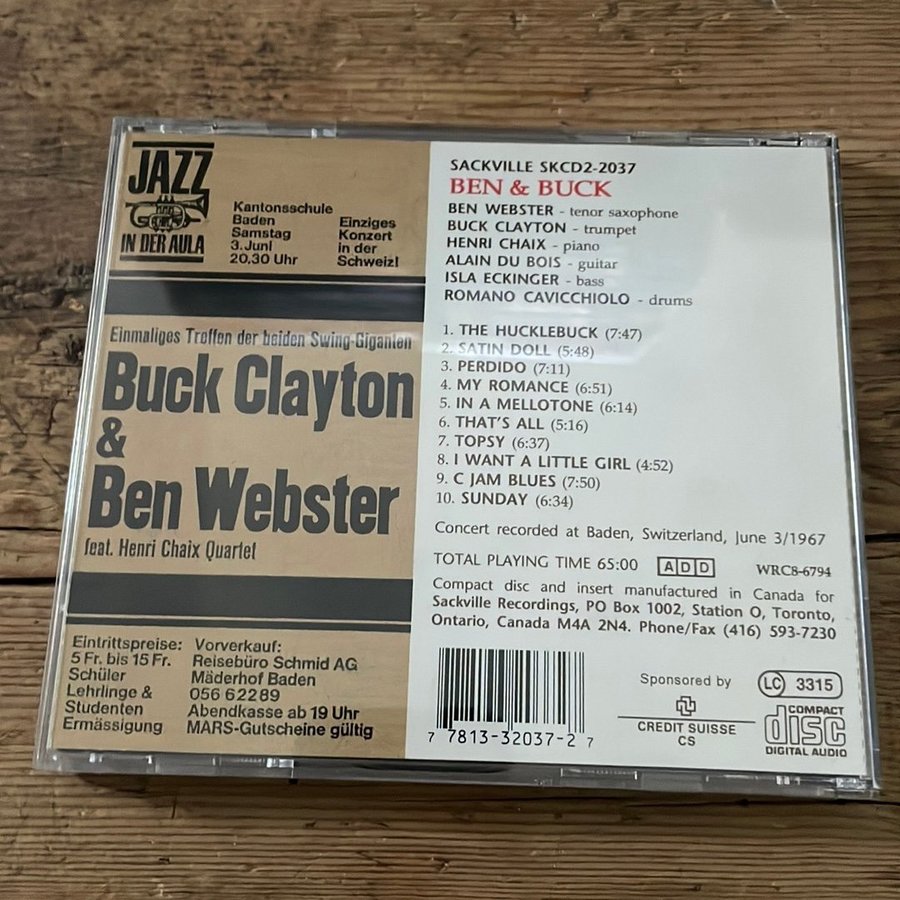 JAZZ
IN DER AULA
Kantonsschule
Baden
Samstag
3. Juni
20.30 Uhr
Einziges
Konzert
in der
Schweiz!
Einmaliges Treffen der beiden Swing-Giganten
Buck Clayton
&
Ben Webster
feat. Henri Chaix Quartet
Eintrittspreise:
5 Fr. bis 15 Fr.
Schüler
Lehrlinge &
Studenten
Ermässigung
Vorverkauf:
Reisebüro Schmid AG
Mäderhof Baden
056 62289
Abendkasse ab 19 Uhr
MARS-Gutscheine gültig
SACKVILLE SKCD2-2037
BEN & BUCK
BEN WEBSTER - tenor saxophone
BUCK CLAYTON - trumpet
HENRI CHAIX - piano
ALAIN DU BOIS - guitar
ISLA ECKINGER - bass
ROMANO CAVICCHIOLO - drums
1. THE HUCKLEBUCK (7:47)
2. SATIN DOLL (5:48)
3. PERDIDO (7:11)
4. MY ROMANCE (6:51)
5. IN A MELLOTONE (6:14)
6. THAT'S ALL (5:16)
7. TOPSY (6:37)
8. I WANT A LITTLE GIRL (4:52)
9. C JAM BLUES (7:50)
10. SUNDAY (6:34)
Concert recorded at Baden, Switzerland, June 3/1967
TOTAL PLAYING TIME 65:00 ADD WRC8-6794
Compact disc and insert manufactured in Canada for
Sackville Recordings, PO Box 1002, Station O, Toronto,
Ontario, Canada M4A 2N4. Phone/Fax (416) 593-7230
7 7813-32037-2 7
Sponsored by
CREDIT SUISSE
CS
LC 3315
COMPACT
disc
DIGITAL AUDIO